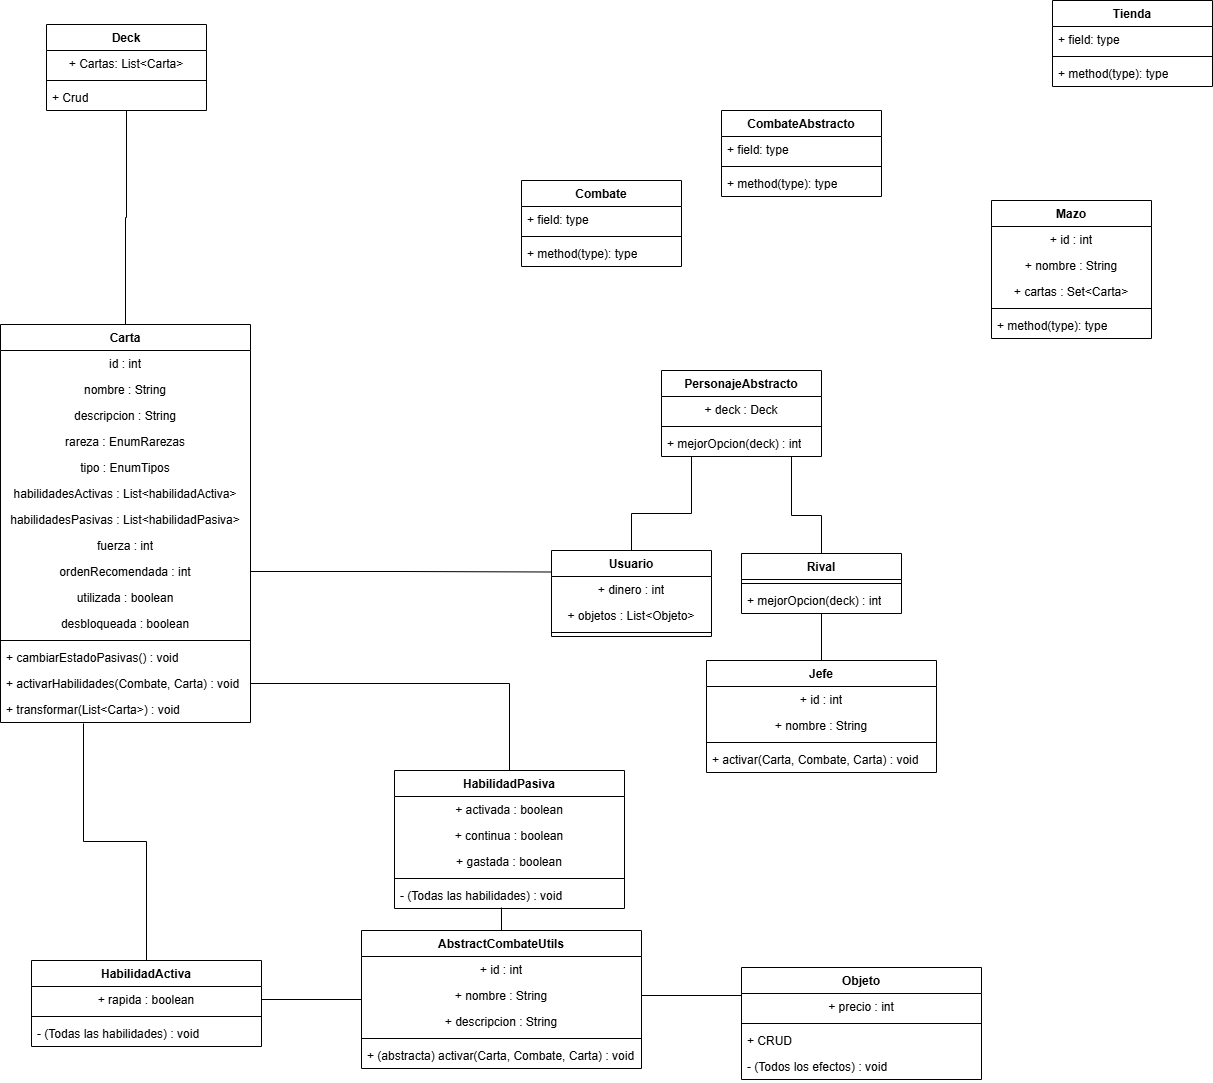 Tienda
+ field: type
+ method(type): type
Deck
+ Cartas: List<Carta>
+ Crud
CombateAbstracto
+ field: type
+ method(type): type
Combate
+ field: type
+ method(type): type
Mazo
+ id : int
+ nombre : String
+ cartas : Set<Carta>
+ method(type): type
Carta
id : int
nombre : String
descripcion : String
rareza : EnumRarezas
tipo : EnumTipos
habilidadesActivas : List<habilidadActiva>
habilidadesPasivas : List<habilidadPasiva>
fuerza : int
ordenRecomendada : int
utilizada : boolean
desbloqueada : boolean
+ cambiarEstadoPasivas() : void
+ activarHabilidades(Combate, Carta) : void
+ transformar(List<Carta>) : void
PersonajeAbstracto
+ deck : Deck
+ mejorOpcion(deck) : int
Usuario
+ dinero : int
+ objetos : List<Objeto>
Rival
+ mejorOpcion(deck) : int
Jefe
+ id : int
+ nombre : String
+ activar(Carta, Combate, Carta) : void
HabilidadPasiva
+ activada : boolean
+ continua : boolean
+ gastada : boolean
- (Todas las habilidades) : void
HabilidadActiva
+ rapida : boolean
- (Todas las habilidades) : void
AbstractCombateUtils
+ id : int
+ nombre : String
+ descripcion : String
+ (abstracta) activar(Carta, Combate, Carta) : void
Objeto
+ precio : int
+ CRUD
- (Todos los efectos) : void